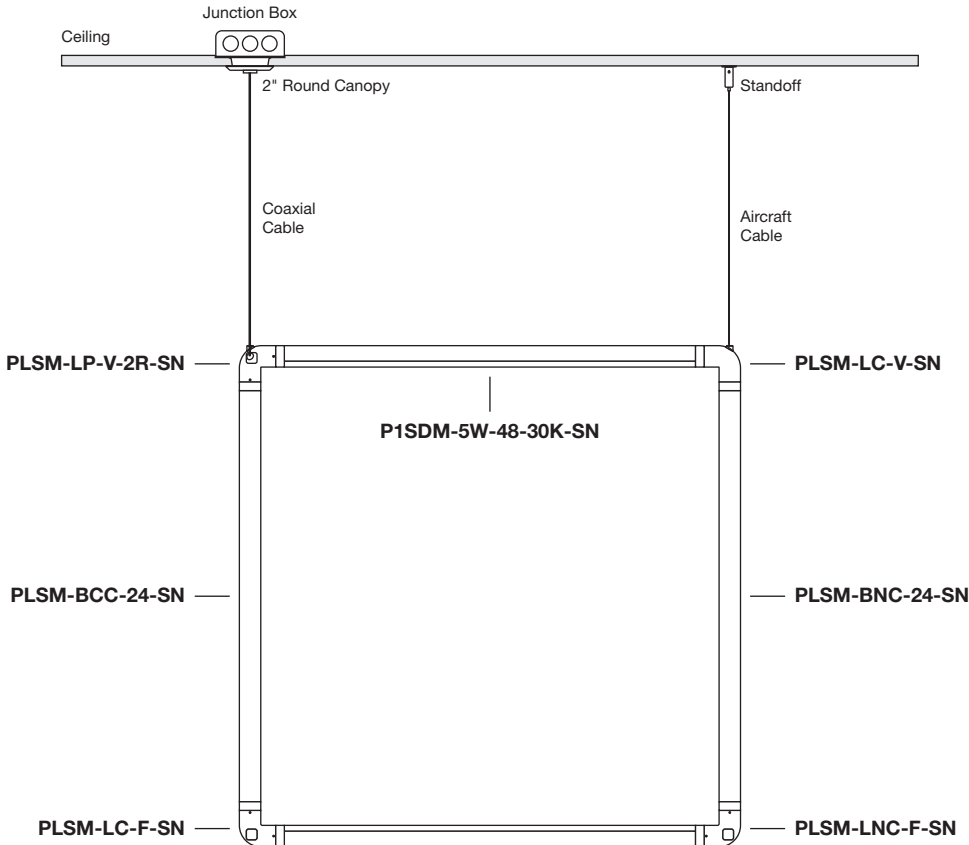 Junction Box
Ceiling
2" Round Canopy
Standoff
Coaxial
Cable
Aircraft
Cable
PLSM-LP-V-2R-SN
PLSM-LC-V-SN
P1SDM-5W-48-30K-SN
PLSM-BCC-24-SN
PLSM-BNC-24-SN
PLSM-LC-F-SN
PLSM-LNC-F-SN